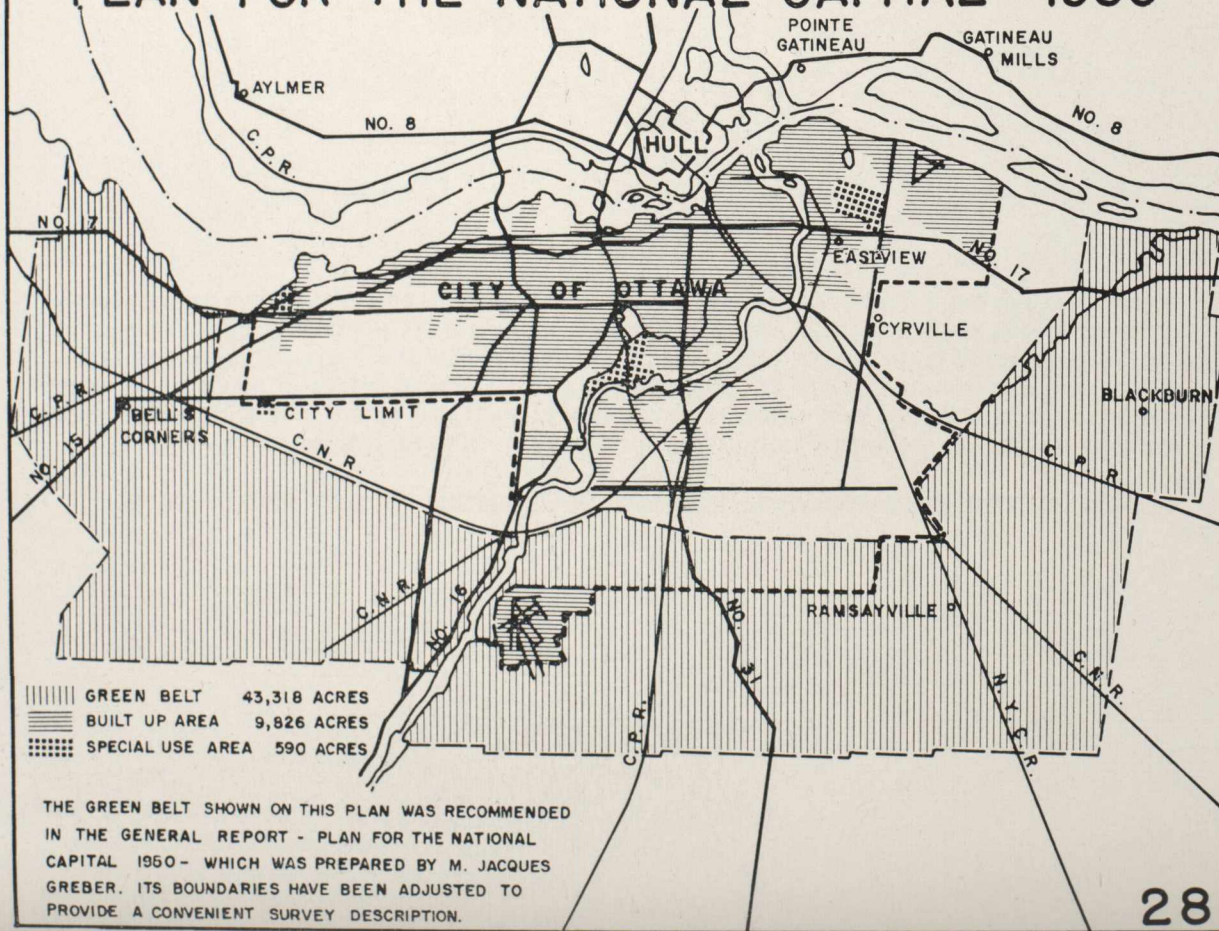 PLAN FOR THE NATIONAL CAPITAL 1950
POINTE
GATINEAU
GATINEAU
MILLS
AYLMER
NO. 8
NO. 8
C.P.R.
HULL
NO. 17
EASTVIEW
NO. 17
CITY OF OTTAWA
CYRVILLE
C.P.R.
BELL'S
CORNERS
CITY LIMIT
BLACKBURN
NO. 15
C.N.R.
C.P.R.
C.N.R.
NO. 16
RAMSAYVILLE
NO. 31
C.N.R.
N.Y.C.R.
C.P.R.
GREEN BELT 43,318 ACRES
BUILT UP AREA 9,826 ACRES
SPECIAL USE AREA 590 ACRES
THE GREEN BELT SHOWN ON THIS PLAN WAS RECOMMENDED
IN THE GENERAL REPORT - PLAN FOR THE NATIONAL
CAPITAL 1950 - WHICH WAS PREPARED BY M. JACQUES
GREBER. ITS BOUNDARIES HAVE BEEN ADJUSTED TO
PROVIDE A CONVENIENT SURVEY DESCRIPTION.
28